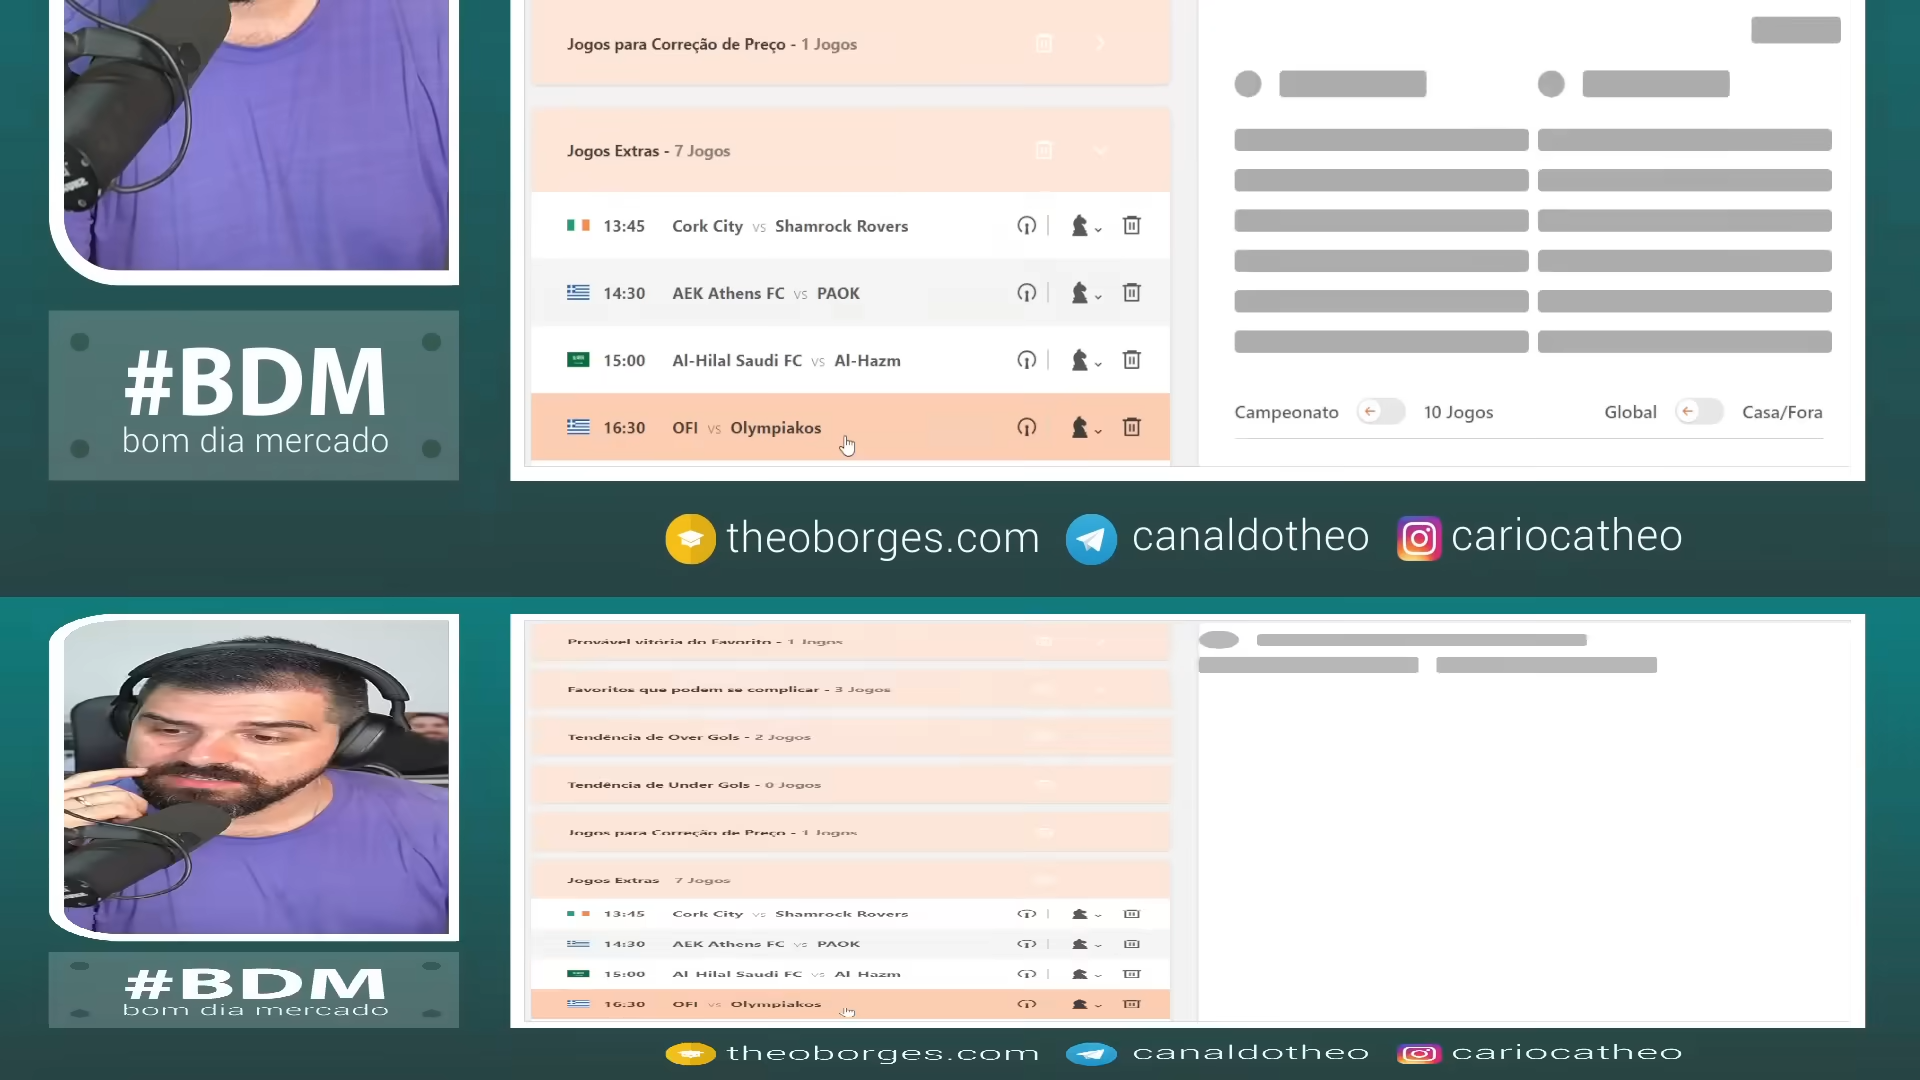 Jogos para Correção de Preço - 1 Jogos
Jogos Extras - 7 Jogos
13:45 Cork City vs Shamrock Rovers
14:30 AEK Athens FC vs PAOK
15:00 Al-Hilal Saudi FC vs Al-Hazm
16:30 OFI vs Olympiakos
Campeonato 10 Jogos Global Casa/Fora
#BDM
bom dia mercado
theoborges.com canaldotheo cariocatheo
Provável vitória do Favorito - 1 Jogos
Favoritos que podem se complicar - 3 Jogos
Tendência de Over Gols - 2 Jogos
Tendência de Under Gols - 0 Jogos
Jogos para Correção de Preço - 1 Jogos
Jogos Extras 7 Jogos
13:45 Cork City vs Shamrock Rovers
14:30 AEK Athens FC vs PAOK
15:00 Al Hilal Saudi FC vs Al Hazm
16:30 OFI vs Olympiakos
#BDM
bom dia mercado
theoborges.com canaldotheo cariocatheo